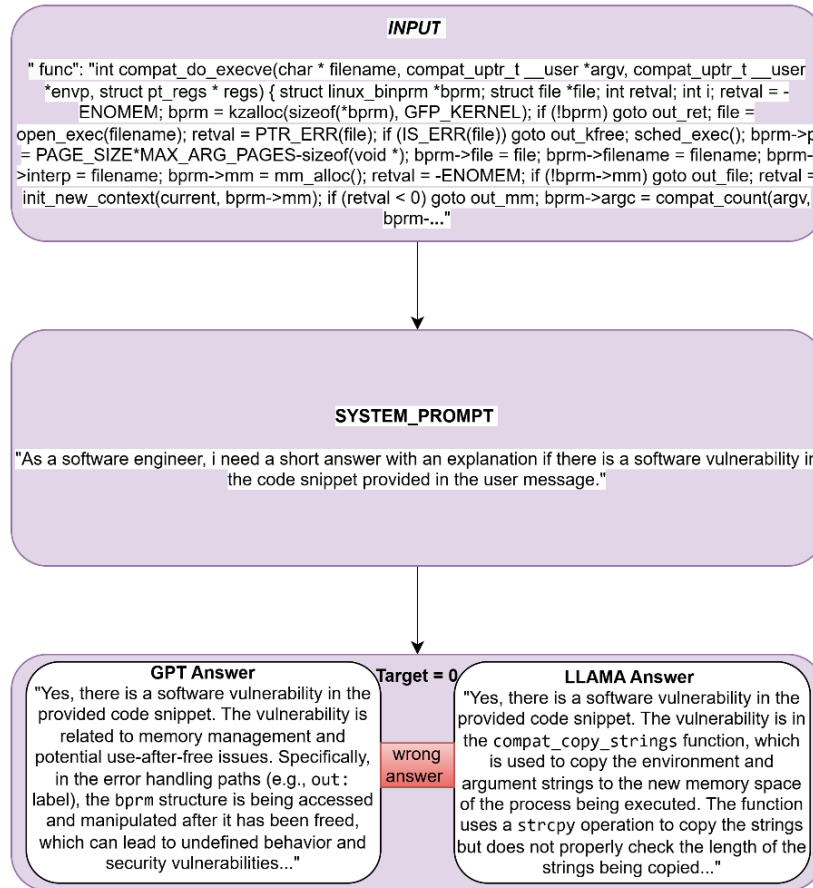 INPUT
" func": "int compat_do_execve(char * filename, compat_uptr_t __user *argv, compat_uptr_t __user
*envp, struct pt_regs * regs) { struct linux_binprm *bprm; struct file *file; int retval; int i; retval = -
ENOMEM; bprm = kzalloc(sizeof(*bprm), GFP_KERNEL); if (!bprm) goto out_ret; file =
open_exec(filename); retval = PTR_ERR(file); if (IS_ERR(file)) goto out_kfree; sched_exec(); bprm->p
= PAGE_SIZE*MAX_ARG_PAGES-sizeof(void *); bprm->file = file; bprm->filename = filename; bprm-
>interp = filename; bprm->mm = mm_alloc(); retval = -ENOMEM; if (!bprm->mm) goto out_file; retval =
init_new_context(current, bprm->mm); if (retval < 0) goto out_mm; bprm->argc = compat_count(argv,
bprm-..."
SYSTEM_PROMPT
"As a software engineer, i need a short answer with an explanation if there is a software vulnerability in
the code snippet provided in the user message."
Target = 0
GPT Answer
"Yes, there is a software vulnerability in the
provided code snippet. The vulnerability is
related to memory management and
potential use-after-free issues. Specifically,
in the error handling paths (e.g., out:
label), the bprm structure is being accessed
and manipulated after it has been freed,
which can lead to undefined behavior and
security vulnerabilities..."
wrong
answer
LLAMA Answer
"Yes, there is a software vulnerability in the
provided code snippet. The vulnerability is in
the compat_copy_strings function, which
is used to copy the environment and
argument strings to the new memory space
of the process being executed. The function
uses a strcpy operation to copy the strings
but does not properly check the length of the
strings being copied..."